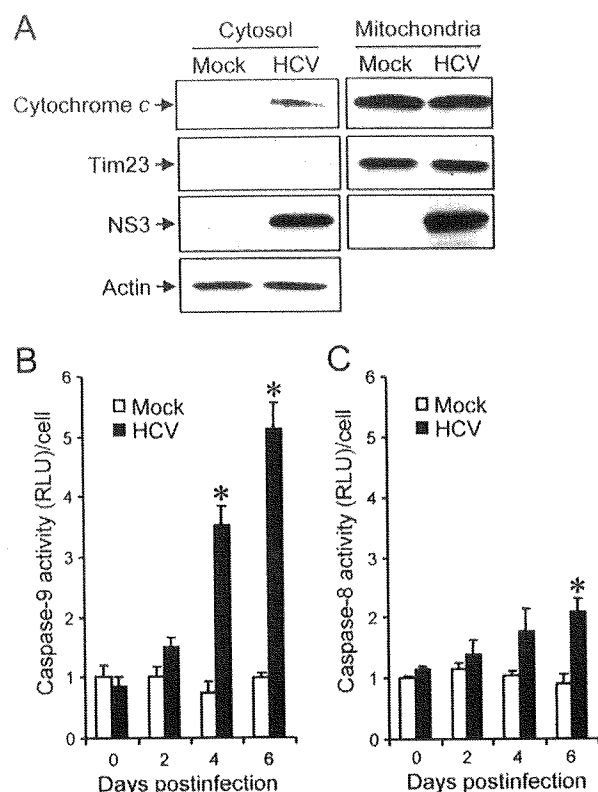 A
Cytosol Mitochondria
Mock HCV Mock HCV
Cytochrome c
Tim23
NS3
Actin
B
Caspase-9 activity (RLU)/cell
6
5
4
3
2
1
0
Mock
HCV
*
*
0 2 4 6
Days postinfection
C
Caspase-8 activity (RLU)/cell
6
5
4
3
2
1
0
Mock
HCV
*
0 2 4 6
Days postinfection